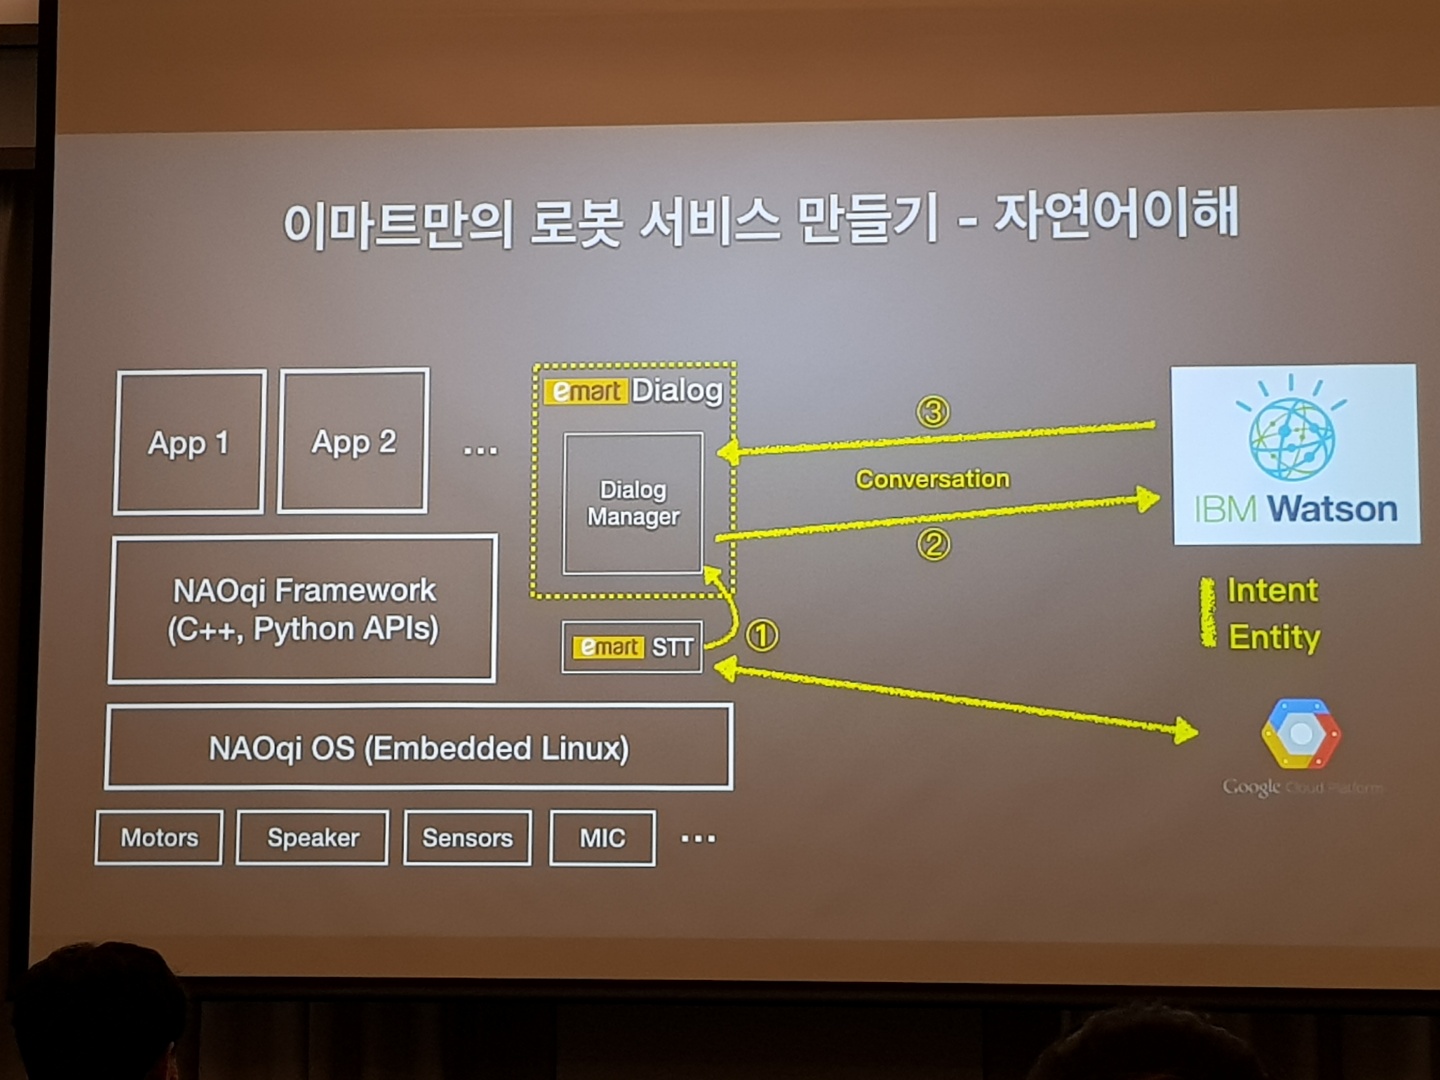 이마트만의 로봇 서비스 만들기 - 자연어이해
App 1
App 2
...
emart Dialog
Dialog
Manager
③
Conversation
②
IBM Watson
Intent
Entity
NAOqi Framework
(C++, Python APIs)
emart STT
①
Google Cloud Platform
NAOqi OS (Embedded Linux)
Motors
Speaker
Sensors
MIC
...